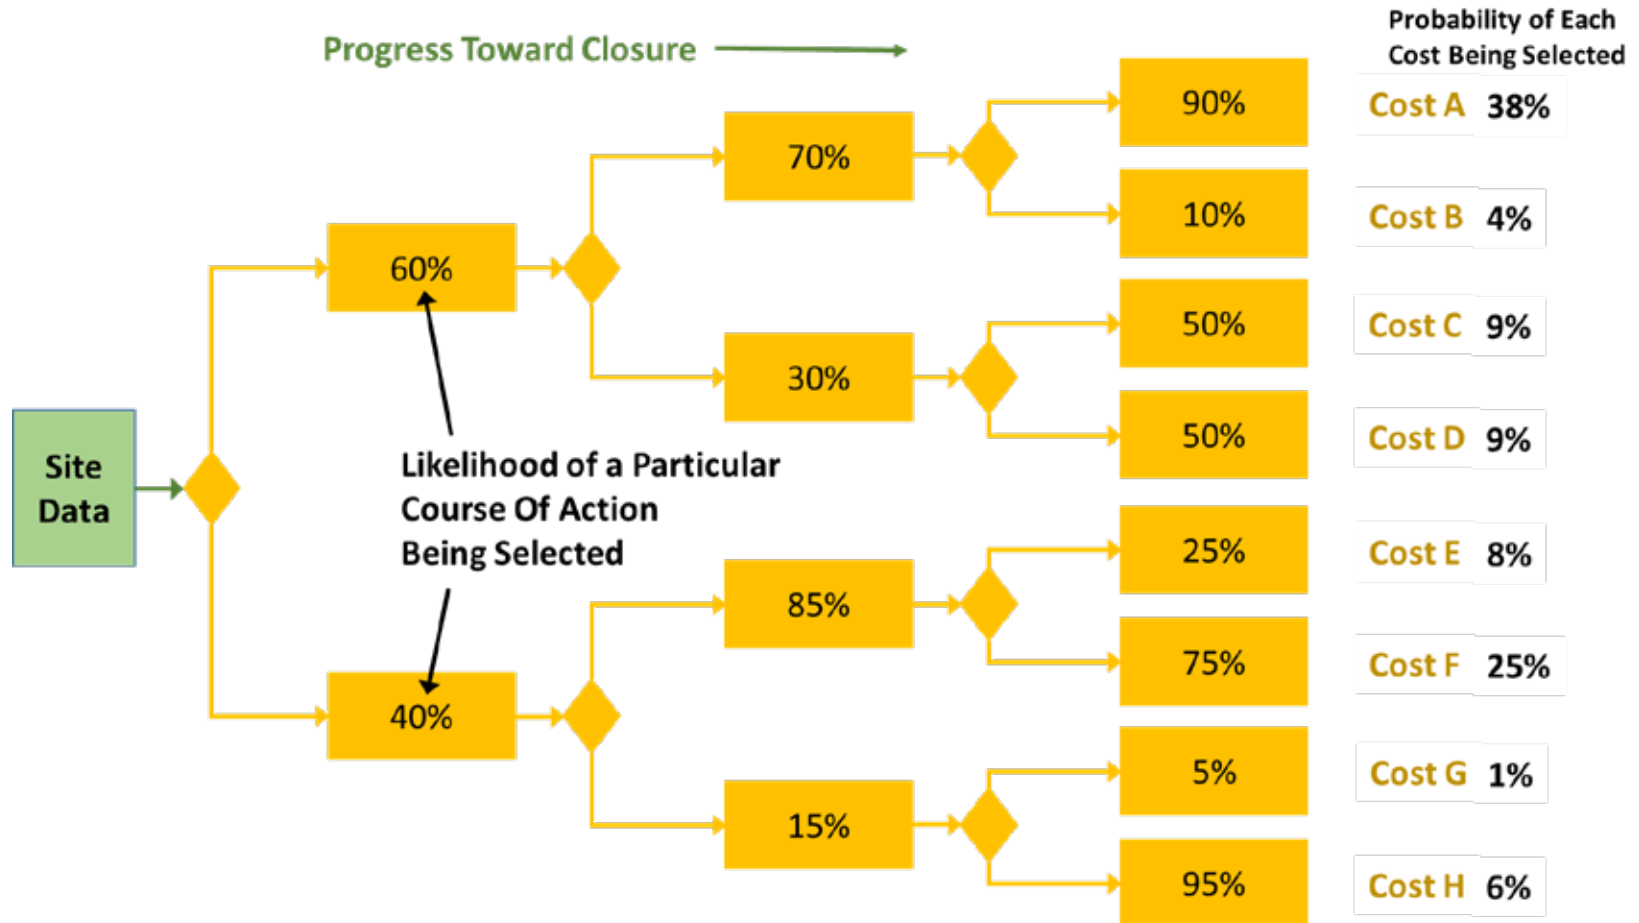 Probability of Each
Cost Being Selected
Progress Toward Closure
90%
Cost A 38%
70%
10%
Cost B 4%
60%
50%
Cost C 9%
30%
50%
Cost D 9%
Site
Data
Likelihood of a Particular
Course Of Action
Being Selected
25%
Cost E 8%
85%
75%
Cost F 25%
40%
5%
Cost G 1%
15%
95%
Cost H 6%